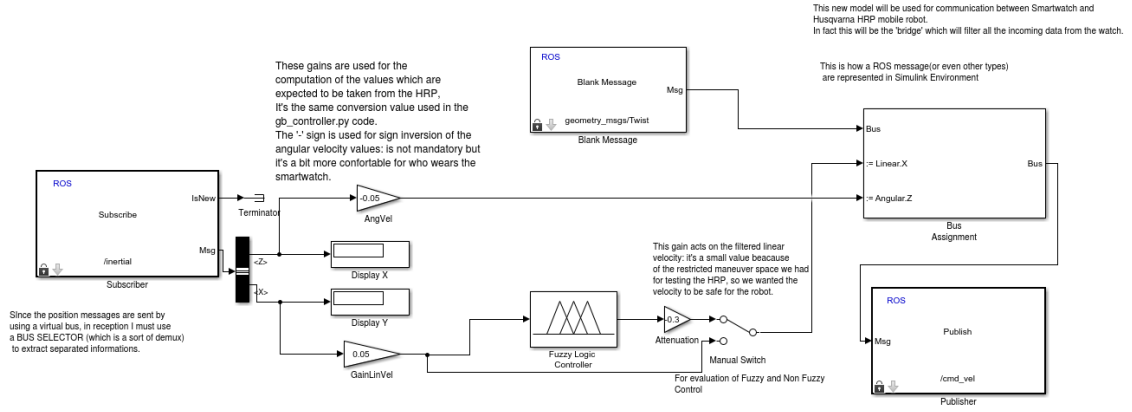 This new model will be used for communication between Smartwatch and
Husqvarna HRP mobile robot.
In fact this will be the 'bridge' which will filter all the incoming data from the watch.
This is how a ROS message(or even other types)
are represented in Simulink Environment
These gains are used for the
computation of the values which are
expected to be taken from the HRP,
It's the same conversion value used in the
gb_controller.py code.
The '-' sign is used for sign inversion of the
angular velocity values: is not mandatory but
it's a bit more confortable for who wears the
smartwatch.
ROS
Blank Message
Msg
geometry_msgs/Twist
Blank Message
Bus
:= Linear.X
:= Angular.Z
Bus
Bus
Assignment
ROS
IsNew
Subscribe
Msg
/inertial
Subscriber
Terminator
-0.05
AngVel
<Z>
Display X
<X>
Display Y
0.05
GainLinVel
SInce the position messages are sent by
using a virtual bus, in reception I must use
a BUS SELECTOR (which is a sort of demux)
to extract separated informations.
Fuzzy Logic
Controller
This gain acts on the filtered linear
velocity: it's a small value beacause
of the restricted maneuver space we had
for testing the HRP, so we wanted the
velocity to be safe for the robot.
-0.3
Attenuation
Manual Switch
For evaluation of Fuzzy and Non Fuzzy
Control
ROS
Publish
Msg
/cmd_vel
Publisher